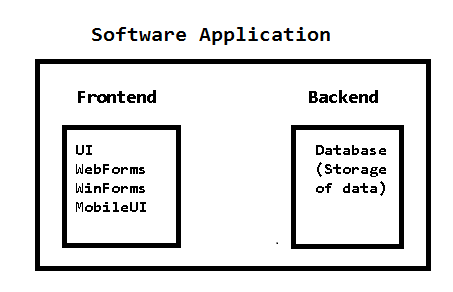 Software Application
Frontend
Backend
UI
WebForms
WinForms
MobileUI
Database
(Storage
of data)